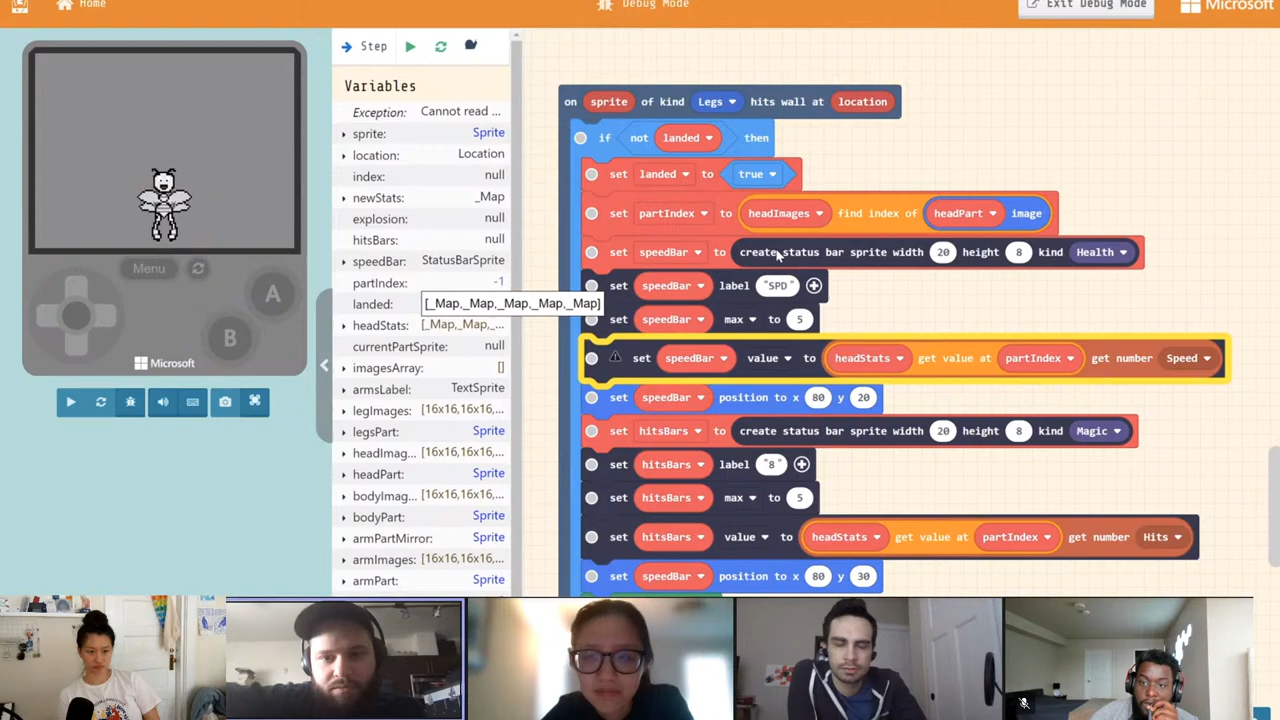 Home
Debug Mode
Exit Debug Mode
Microsoft
Menu
A
B
Microsoft
Step
Variables
Exception: Cannot read ...
sprite: Sprite
location: Location
index: null
newStats: _Map
explosion: null
hitsBars: null
speedBar: StatusBarSprite
partIndex: -1
landed:
[_Map,_Map,_Map,_Map,_Map]
headStats: [_Map,_Map,_...
currentPartSprite: null
imagesArray: []
armsLabel: TextSprite
legImages: [16x16,16x16,...
legsPart: Sprite
headImag... [16x16,16x16,...
headPart: Sprite
bodyImag... [16x16,16x16,...
bodyPart: Sprite
armPartMirror: Sprite
armImages: [16x16,16x16,...
armPart: Sprite
on sprite of kind Legs hits wall at location
if not landed then
set landed to true
set partIndex to headImages find index of headPart image
set speedBar to create status bar sprite width 20 height 8 kind Health
set speedBar label "SPD"
set speedBar max to 5
set speedBar value to headStats get value at partIndex get number Speed
set speedBar position to x 80 y 20
set hitsBars to create status bar sprite width 20 height 8 kind Magic
set hitsBars label "8"
set hitsBars max to 5
set hitsBars value to headStats get value at partIndex get number Hits
set speedBar position to x 80 y 30